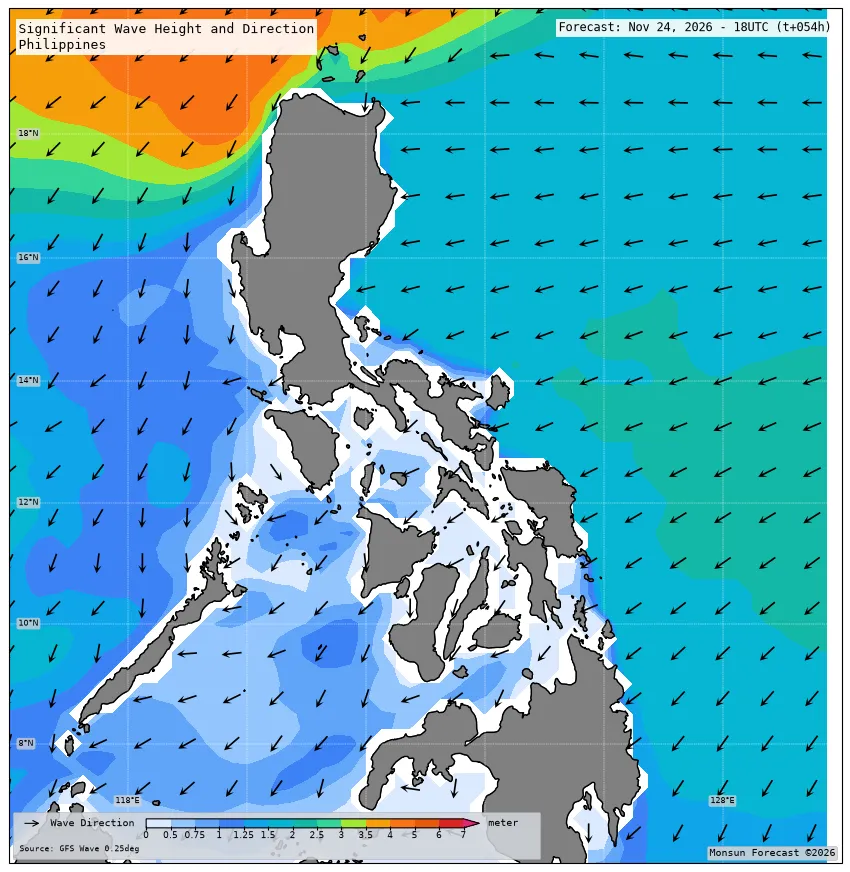 Significant Wave Height and Direction
Philippines
Forecast: Nov 24, 2026 - 18UTC (t+054h)
18°N
16°N
14°N
12°N
10°N
8°N
118°E
128°E
Wave Direction
0 0.5 0.75 1 1.25 1.5 2 2.5 3 3.5 4 5 6 7
meter
Source: GFS Wave 0.25deg
Monsun Forecast ©2026